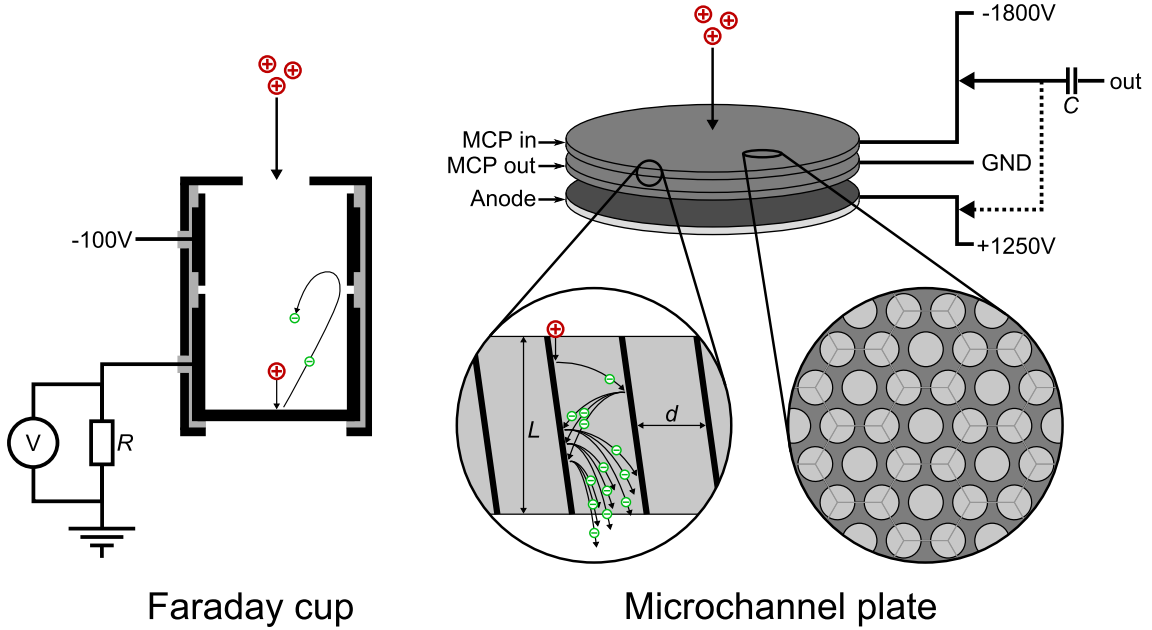 -1800V
out
C
MCP in
MCP out
GND
Anode
-100V
+1250V
L
d
V
R
Faraday cup
Microchannel plate